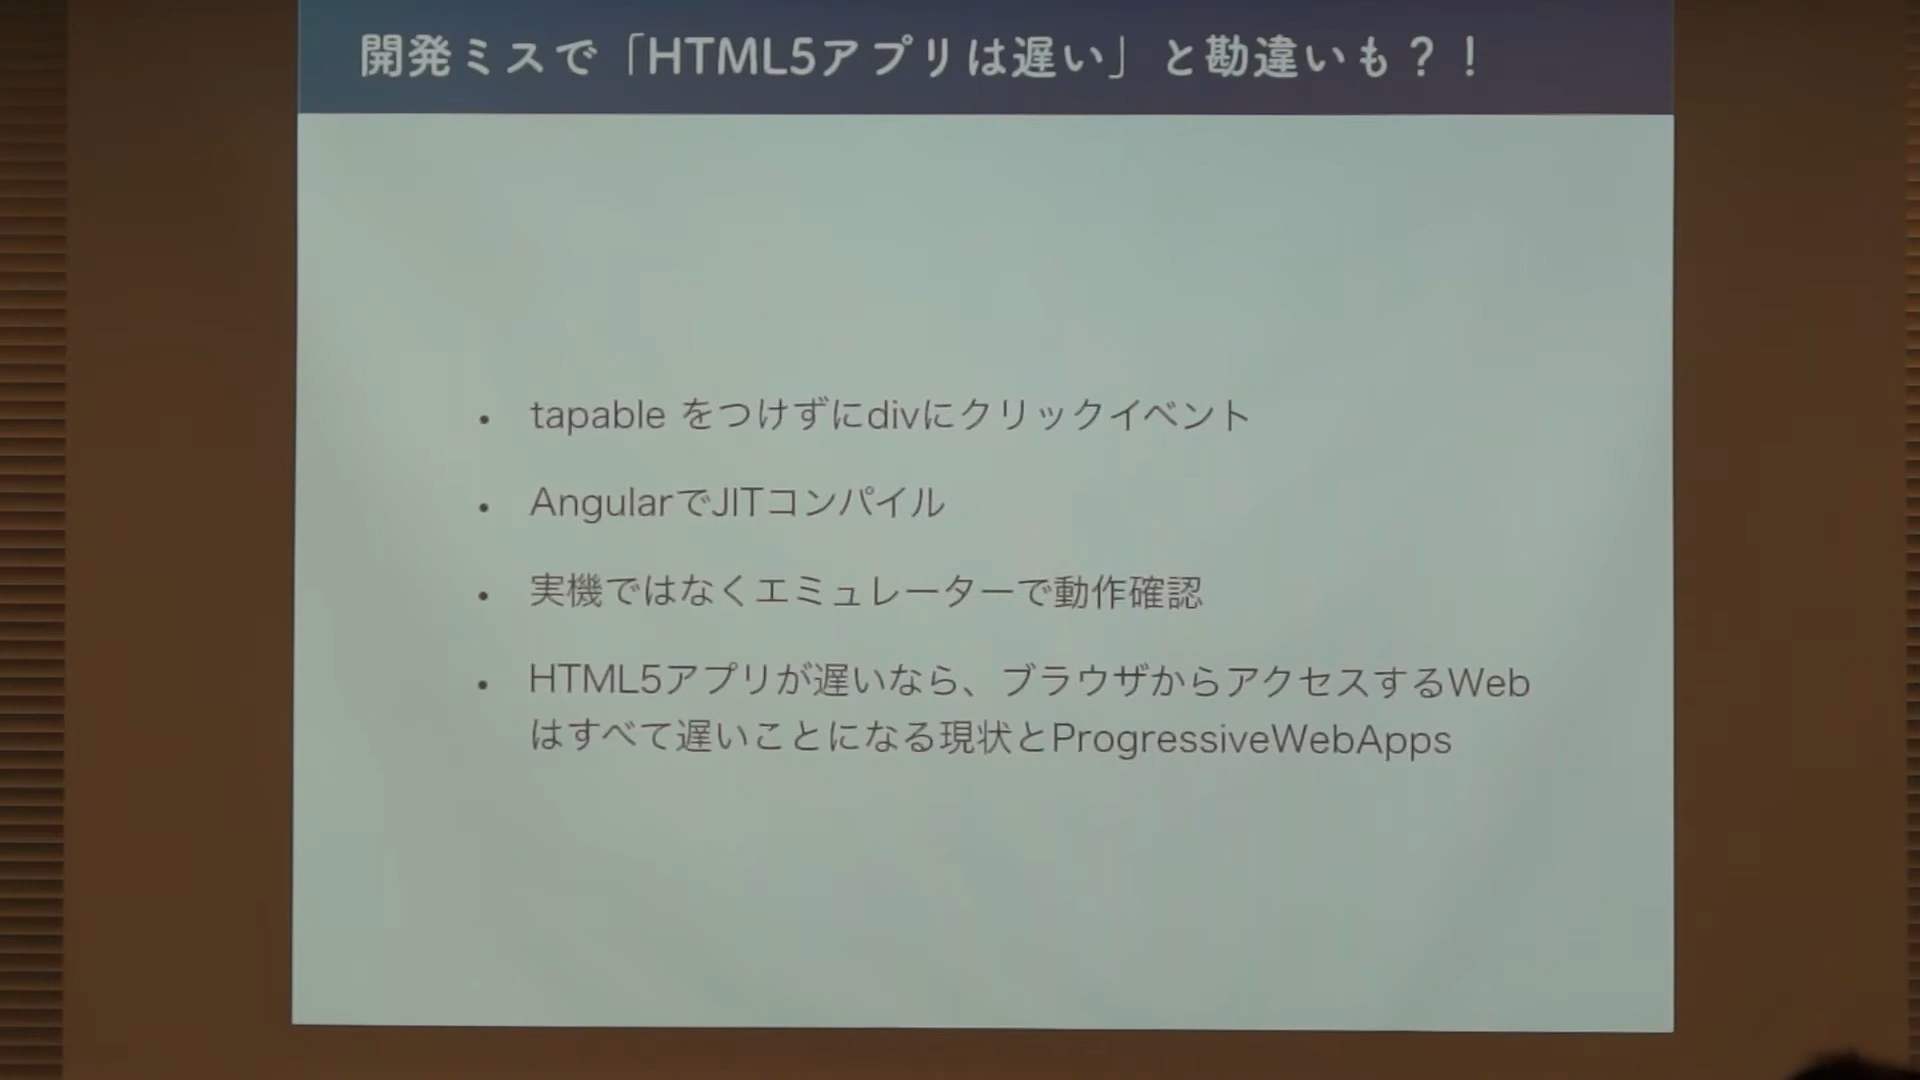 開発ミスで「HTML5アプリは遅い」と勘違いも？！
• tapable をつけずにdivにクリックイベント
• AngularでJITコンパイル
• 実機ではなくエミュレーターで動作確認
• HTML5アプリが遅いなら、ブラウザからアクセスするWeb
はすべて遅いことになる現状とProgressiveWebApps